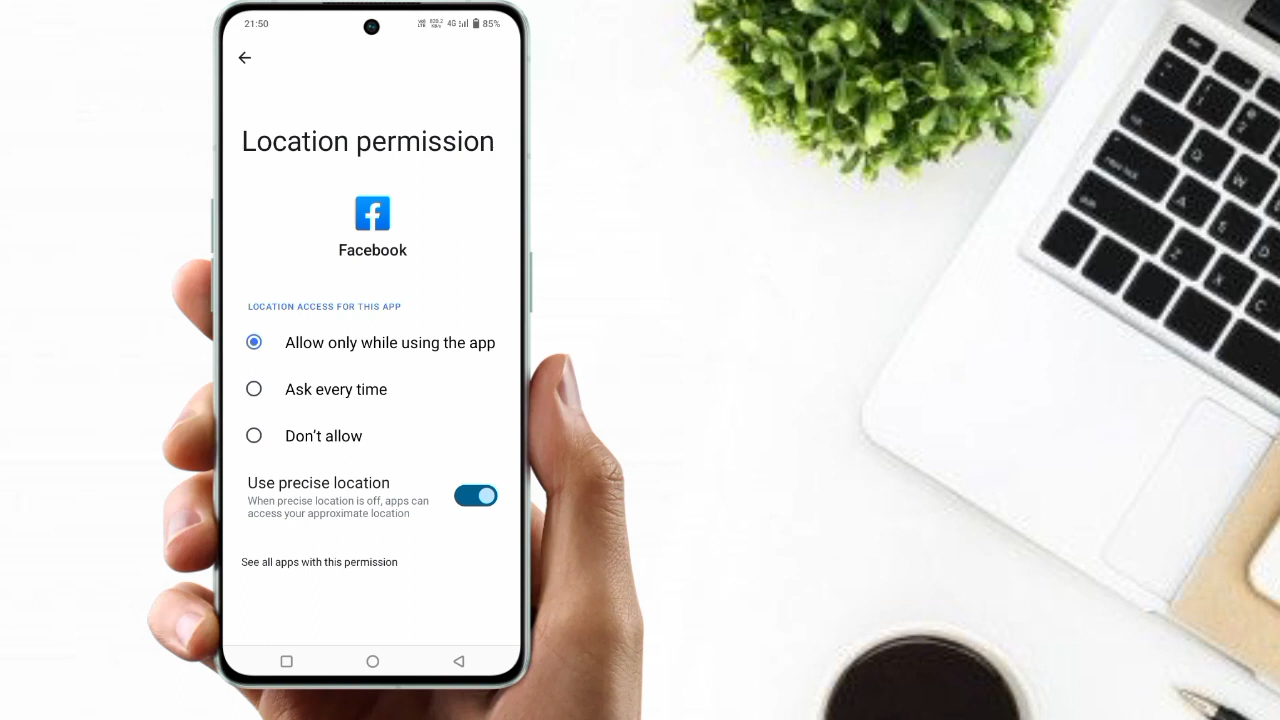 21:50
4G 85%
Location permission
Facebook
LOCATION ACCESS FOR THIS APP
Allow only while using the app
Ask every time
Don't allow
Use precise location
When precise location is off, apps can
access your approximate location
See all apps with this permission
esc
Q
W
A
S
D
Z
X
C